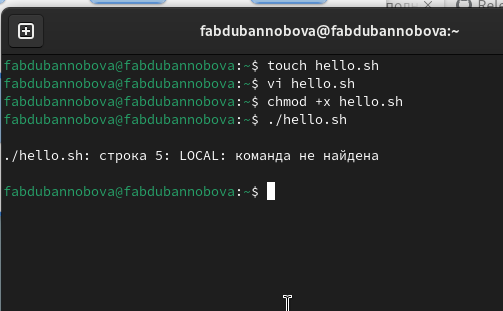 fabdubannobova@fabdubannobova:~
fabdubannobova@fabdubannobova:~$ touch hello.sh
fabdubannobova@fabdubannobova:~$ vi hello.sh
fabdubannobova@fabdubannobova:~$ chmod +x hello.sh
fabdubannobova@fabdubannobova:~$ ./hello.sh
./hello.sh: строка 5: LOCAL: команда не найдена
fabdubannobova@fabdubannobova:~$